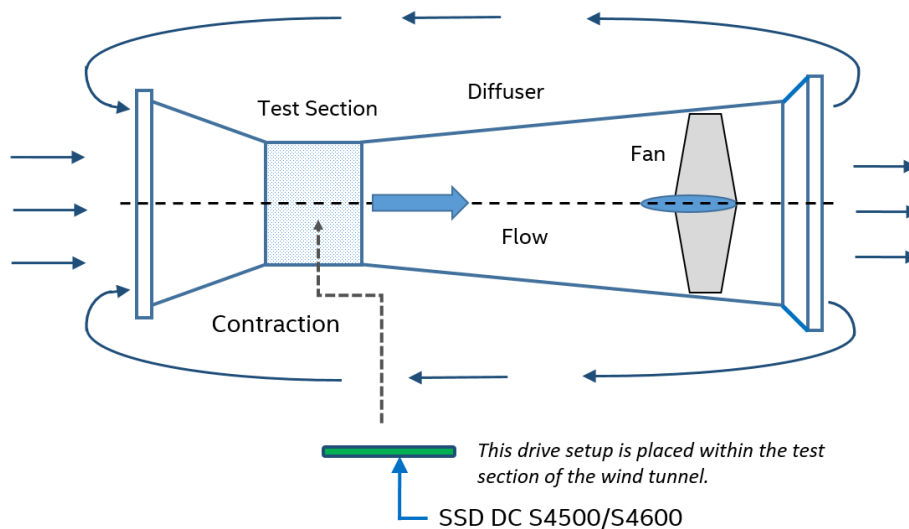 Test Section
Diffuser
Fan
Flow
Contraction
This drive setup is placed within the test
section of the wind tunnel.
SSD DC S4500/S4600